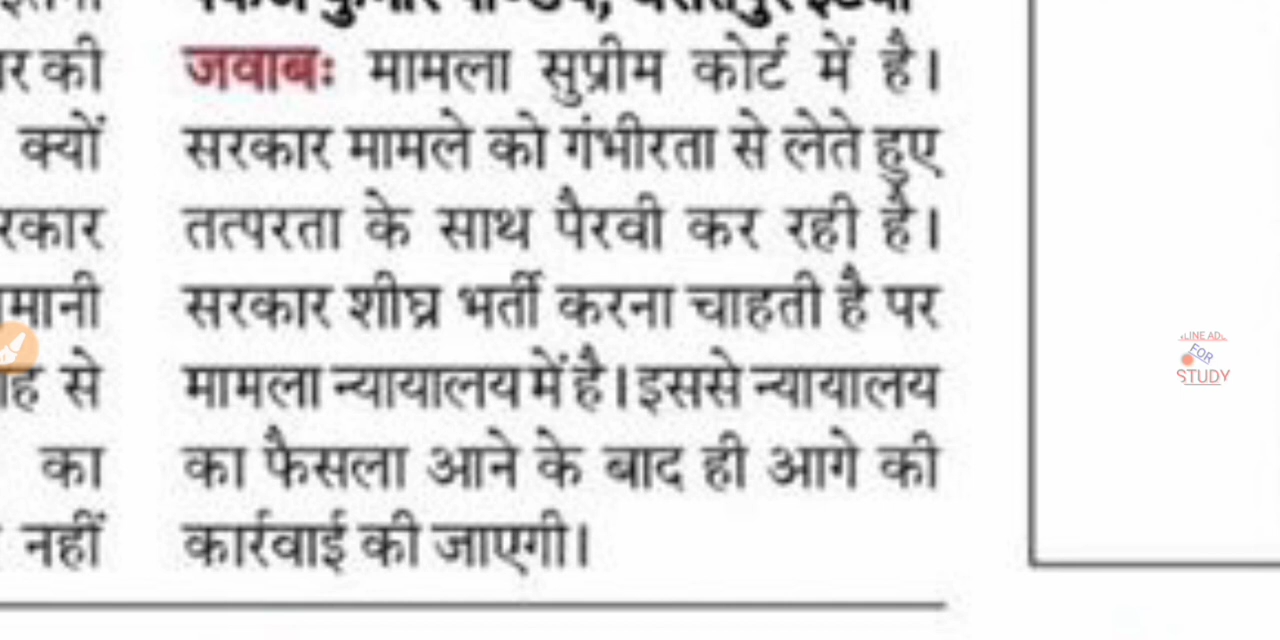 जवाबः मामला सुप्रीम कोर्ट में है।
सरकार मामले को गंभीरता से लेते हुए
तत्परता के साथ पैरवी कर रही है।
सरकार शीघ्र भर्ती करना चाहती है पर
मामला न्यायालय में है। इससे न्यायालय
का फैसला आने के बाद ही आगे की
कार्रवाई की जाएगी।
की
क्यों
से
का
नहीं
FOR
STUDY